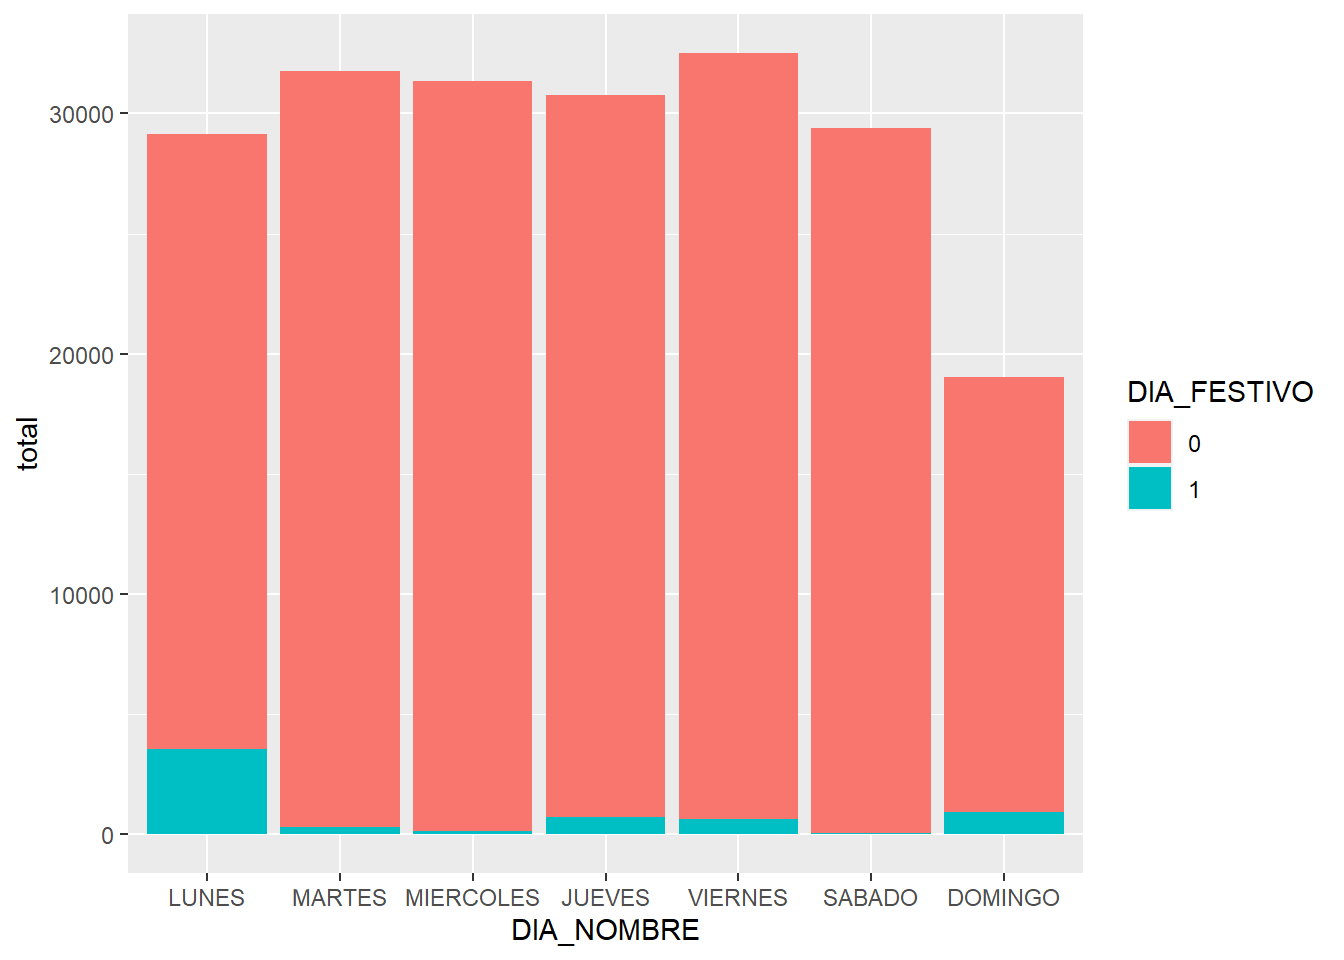 30000
20000
10000
0
total
LUNES MARTES MIERCOLES JUEVES VIERNES SABADO DOMINGO
DIA_NOMBRE
DIA_FESTIVO
0
1